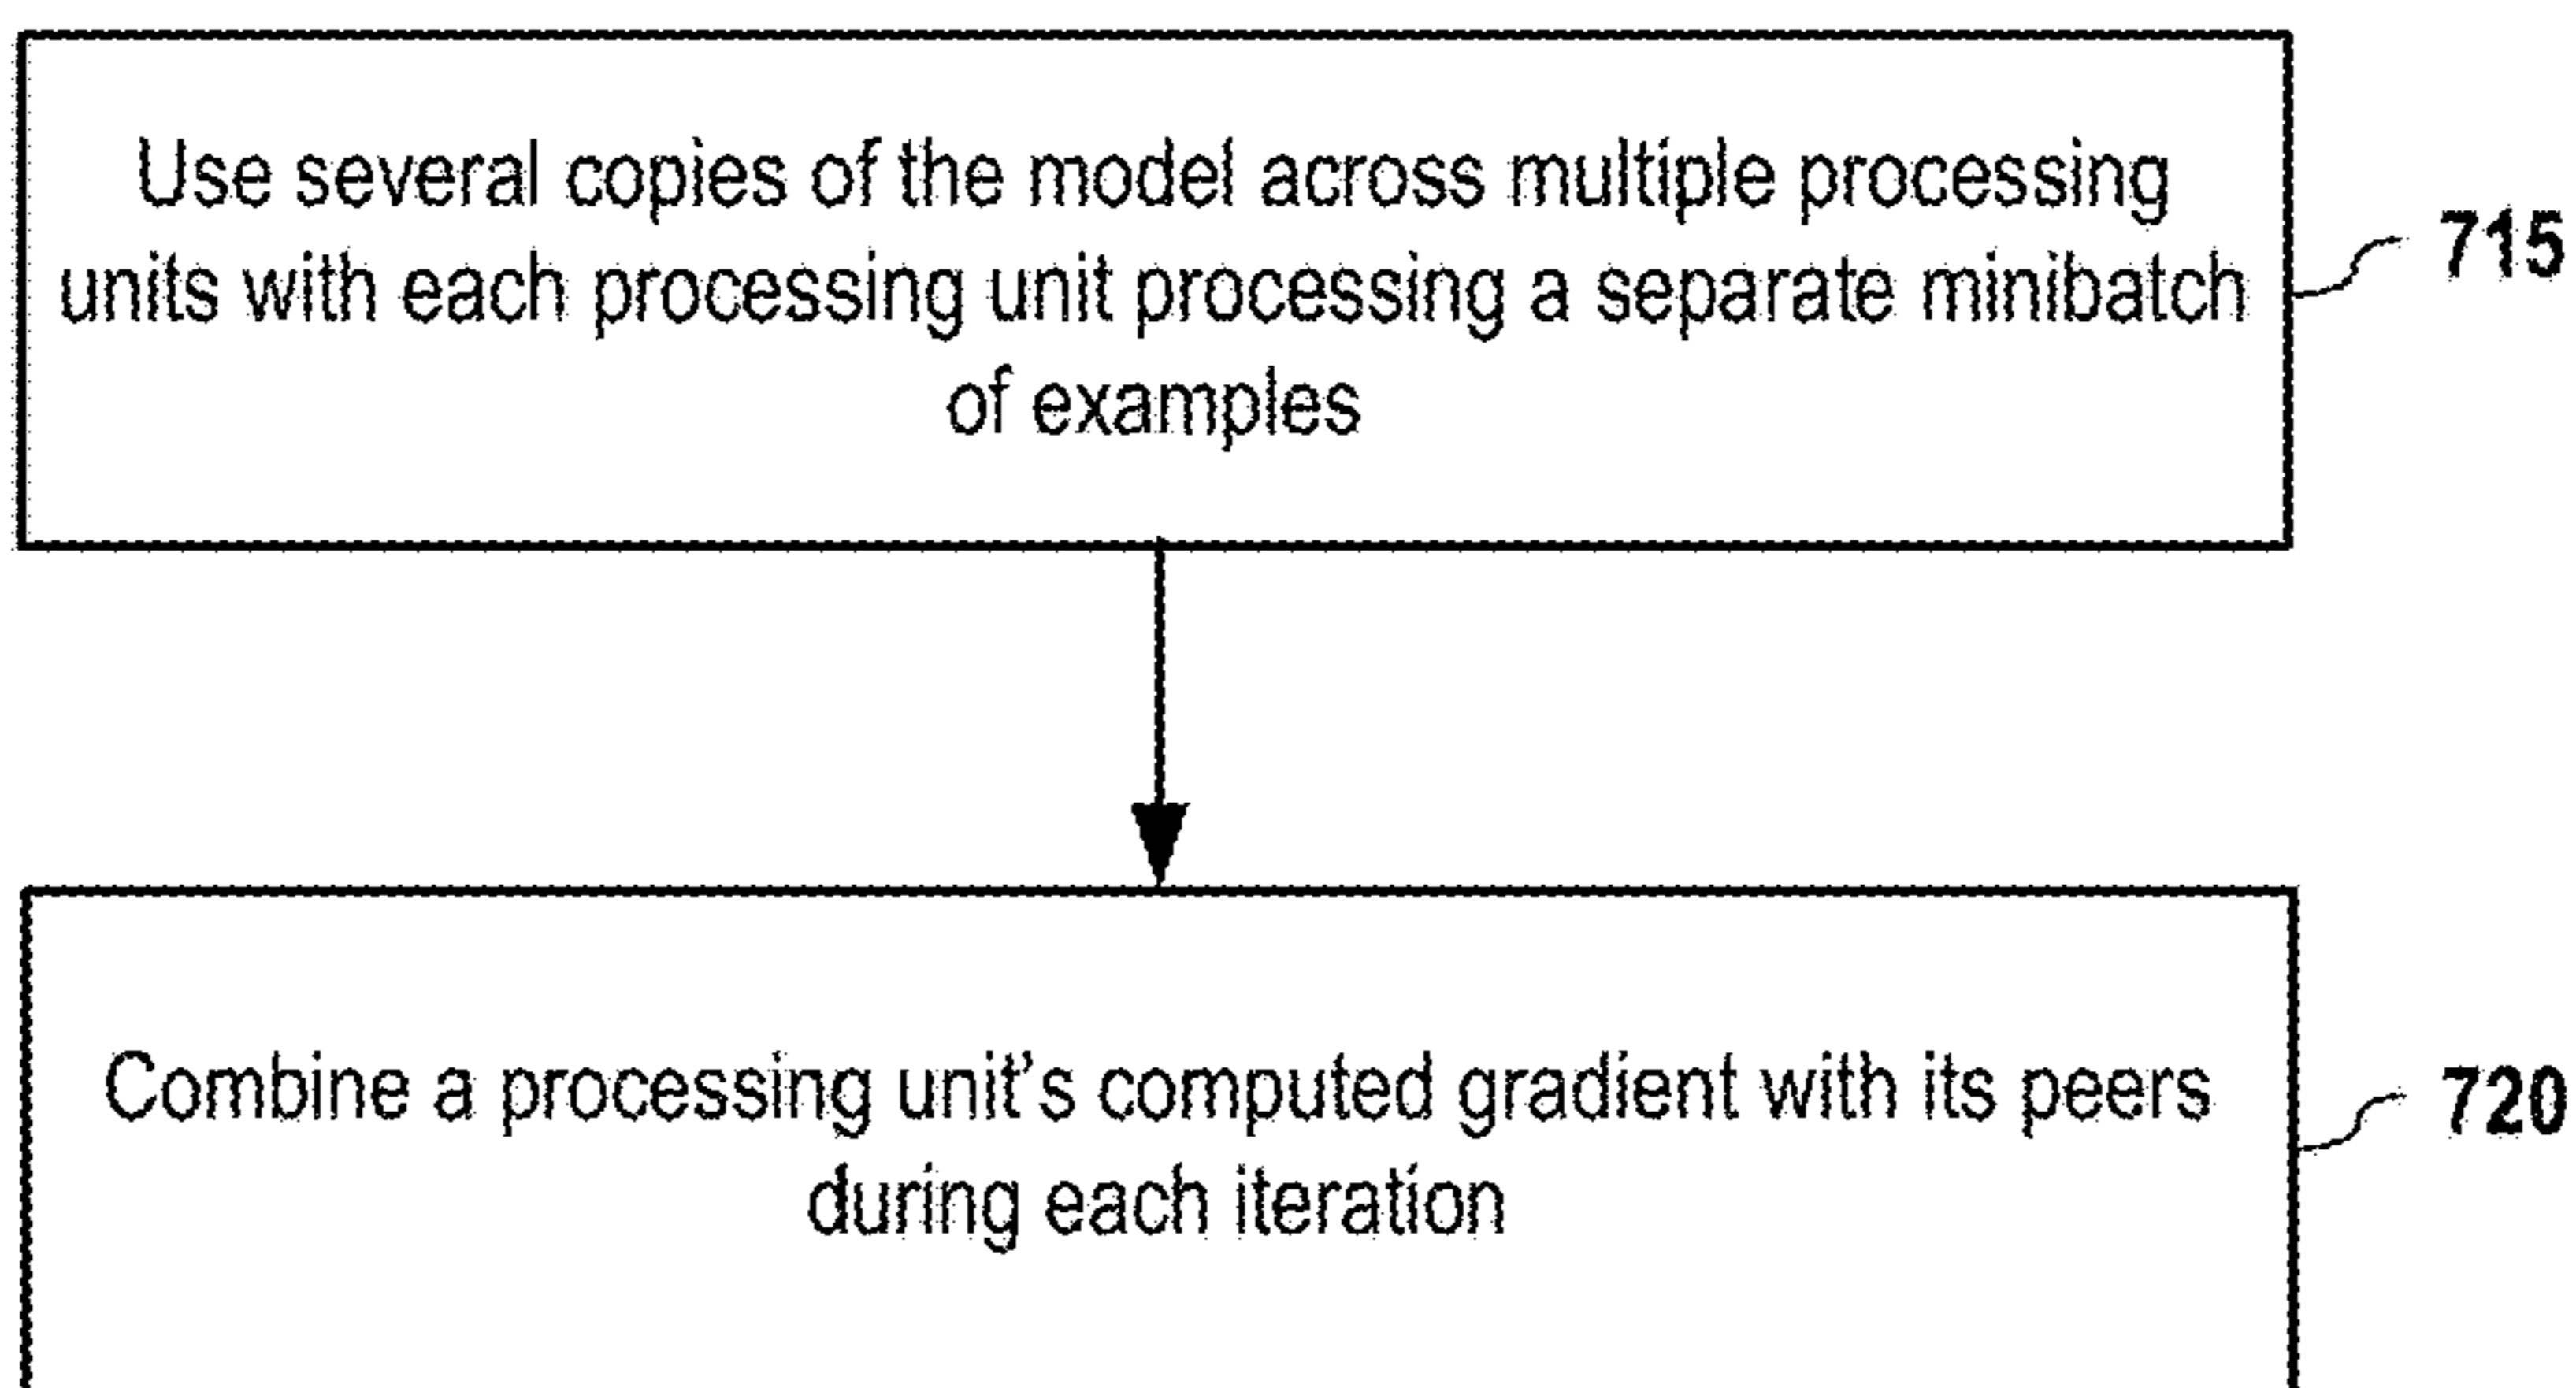 Use several copies of the model across multiple processing
units with each processing unit processing a separate minibatch
of examples
715
Combine a processing unit's computed gradient with its peers
during each iteration
720